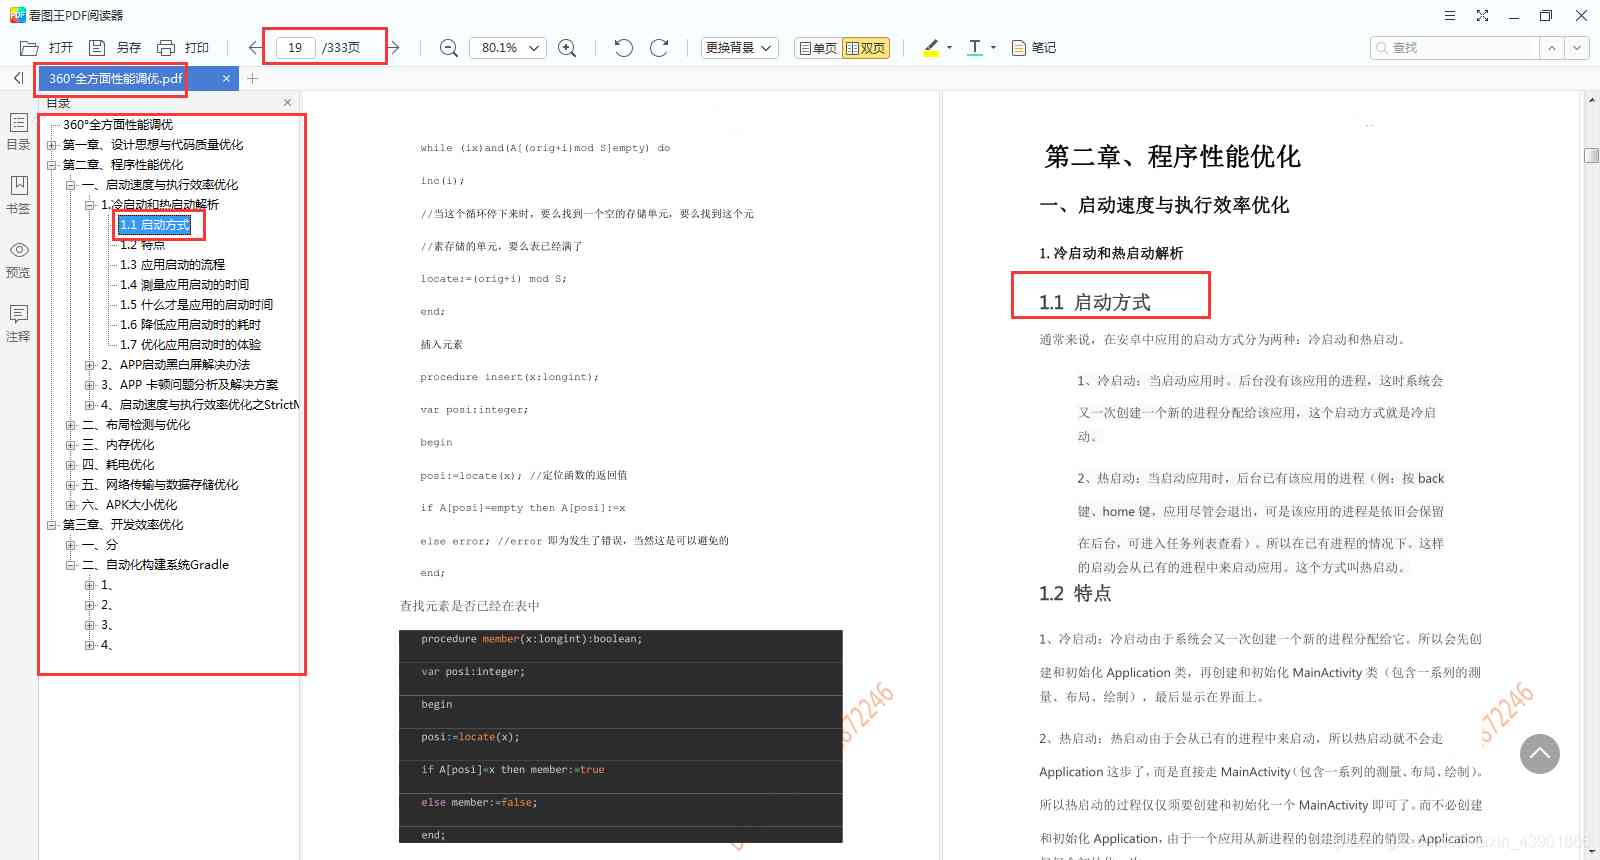 看图王PDF阅读器
打开 另存 打印 19 /333页 80.1% 更换背景 单页 双页 T 笔记 查找
360°全方面性能调优.pdf
目录
书签
预览
注释
目录
360°全方面性能调优
第一章、设计思想与代码质量优化
第二章、程序性能优化
一、启动速度与执行效率优化
1.冷启动和热启动解析
1.1 启动方式
1.2 特点
1.3 应用启动的流程
1.4 测量应用启动的时间
1.5 什么才是应用的启动时间
1.6 降低应用启动时的耗时
1.7 优化应用启动时的体验
2、APP启动黑白屏解决办法
3、APP 卡顿问题分析及解决方案
4、启动速度与执行效率优化之StrictM
二、布局检测与优化
三、内存优化
四、耗电优化
五、网络传输与数据存储优化
六、APK大小优化
第三章、开发效率优化
一、分
二、自动化构建系统Gradle
1、
2、
3、
4、
while (ix)and(A[(orig+i)mod S]empty) do
inc(i);
//当这个循环停下来时，要么找到一个空的存储单元，要么找到这个元
//素存储的单元，要么表已经满了
locate:=(orig+i) mod S;
end;
插入元素
procedure insert(x:longint);
var posi:integer;
begin
posi:=locate(x); //定位函数的返回值
if A[posi]=empty then A[posi]:=x
else error; //error 即为发生了错误，当然这是可以避免的
end;
查找元素是否已经在表中
procedure member(x:longint):boolean;
var posi:integer;
begin
posi:=locate(x);
if A[posi]=x then member:=true
else member:=false;
end;
第二章、程序性能优化
一、启动速度与执行效率优化
1. 冷启动和热启动解析
1.1 启动方式
通常来说，在安卓中应用的启动方式分为两种：冷启动和热启动。
1、冷启动：当启动应用时。后台没有该应用的进程，这时系统会
又一次创建一个新的进程分配给该应用，这个启动方式就是冷启
动。
2、热启动：当启动应用时，后台已有该应用的进程（例：按 back
键、home 键，应用尽管会退出，可是该应用的进程是依旧会保留
在后台，可进入任务列表查看）。所以在已有进程的情况下。这样
的启动会从已有的进程中来启动应用。这个方式叫热启动。
1.2 特点
1、冷启动：冷启动由于系统会又一次创建一个新的进程分配给它。所以会先创
建和初始化 Application 类，再创建和初始化 MainActivity 类（包含一系列的测
量、布局、绘制），最后显示在界面上。
2、热启动：热启动由于会从已有的进程中来启动，所以热启动就不会走
Application 这步了，而是直接走 MainActivity（包含一系列的测量、布局、绘制）。
所以热启动的过程仅仅须要创建和初始化一个 MainActivity 即可了。而不必创建
和初始化 Application，由于一个应用从新进程的创建到进程的销毁，Application